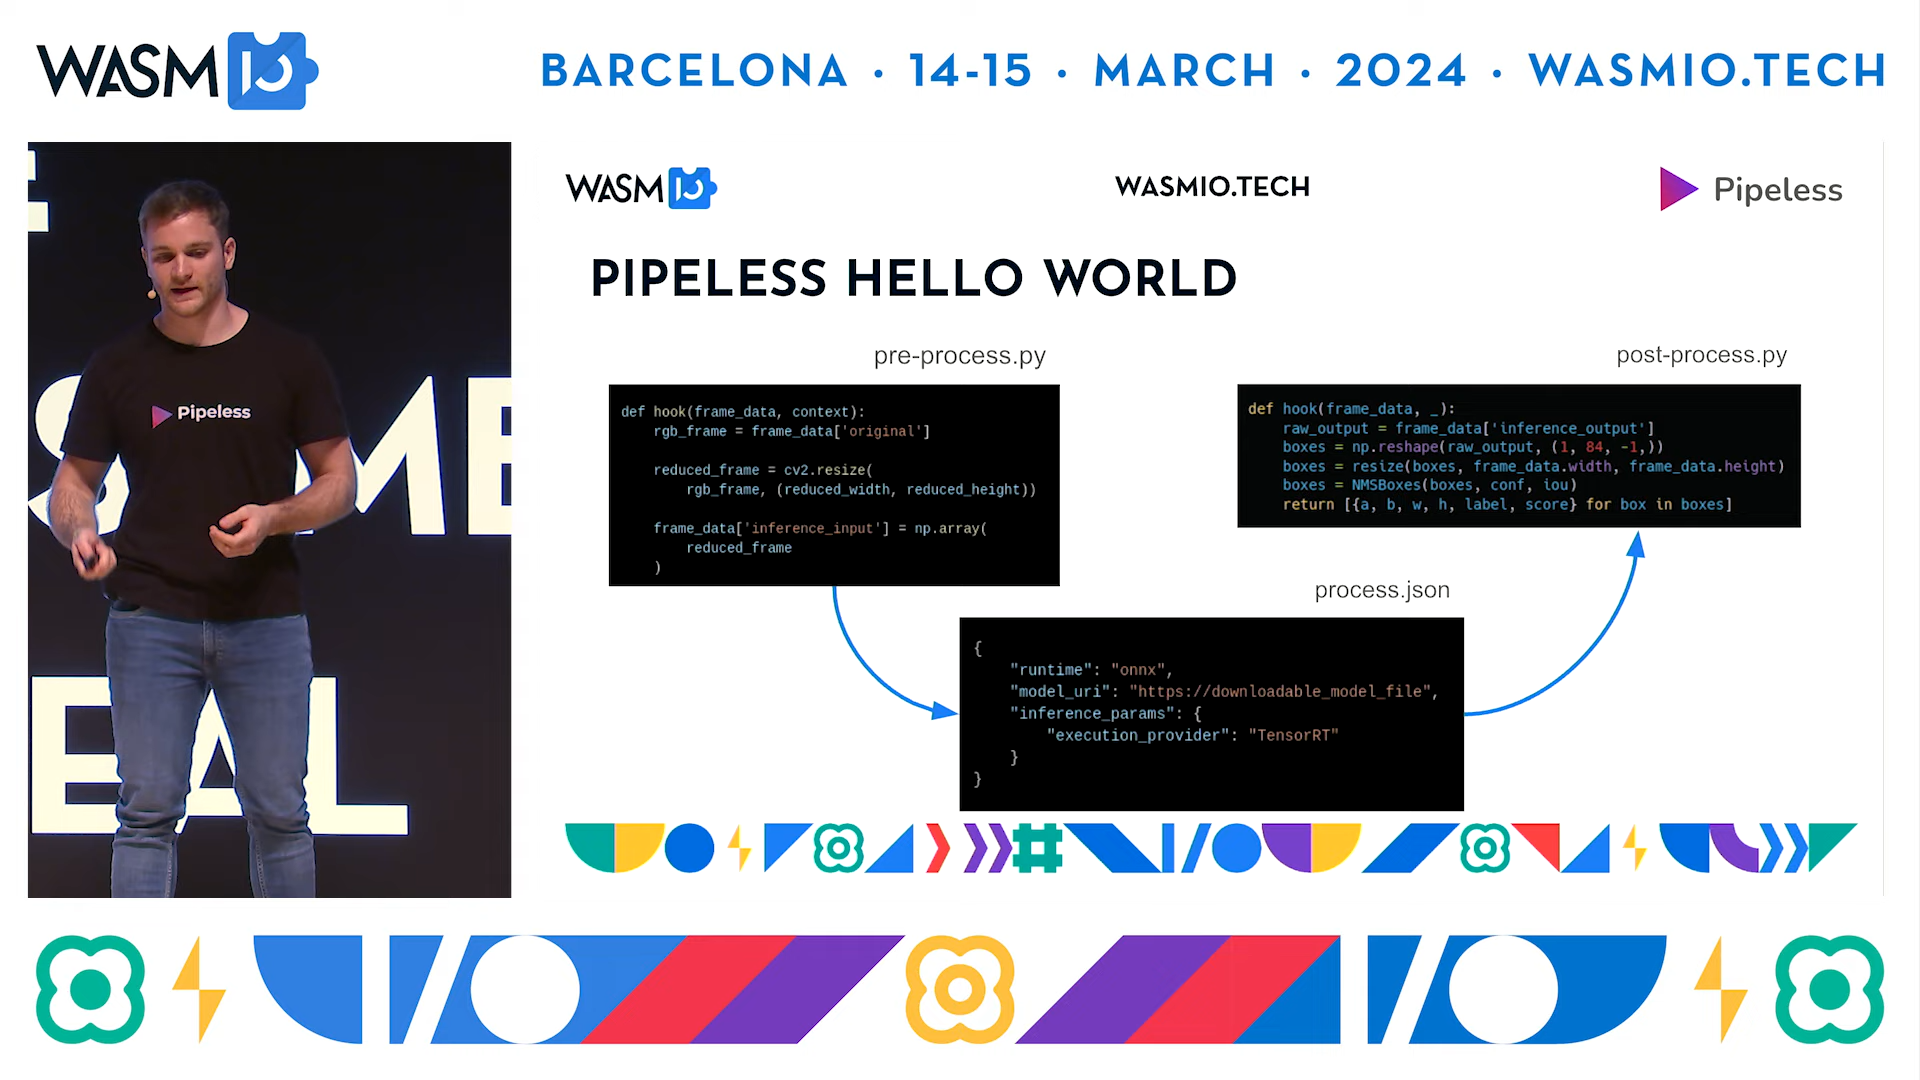 WASM IO
BARCELONA · 14-15 · MARCH · 2024 · WASMIO.TECH
Pipeless
WASM IO
WASMIO.TECH
Pipeless
PIPELESS HELLO WORLD
pre-process.py
def hook(frame_data, context):
    rgb_frame = frame_data['original']
    reduced_frame = cv2.resize(
        rgb_frame, (reduced_width, reduced_height))
    frame_data['inference_input'] = np.array(
        reduced_frame
    )
post-process.py
def hook(frame_data, _):
    raw_output = frame_data['inference_output']
    boxes = np.reshape(raw_output, (1, 84, -1,))
    boxes = resize(boxes, frame_data.width, frame_data.height)
    boxes = NMSBoxes(boxes, conf, iou)
    return [{a, b, w, h, label, score} for box in boxes]
process.json
{
    "runtime": "onnx",
    "model_uri": "https://downloadable_model_file",
    "inference_params": {
        "execution_provider": "TensorRT"
    }
}